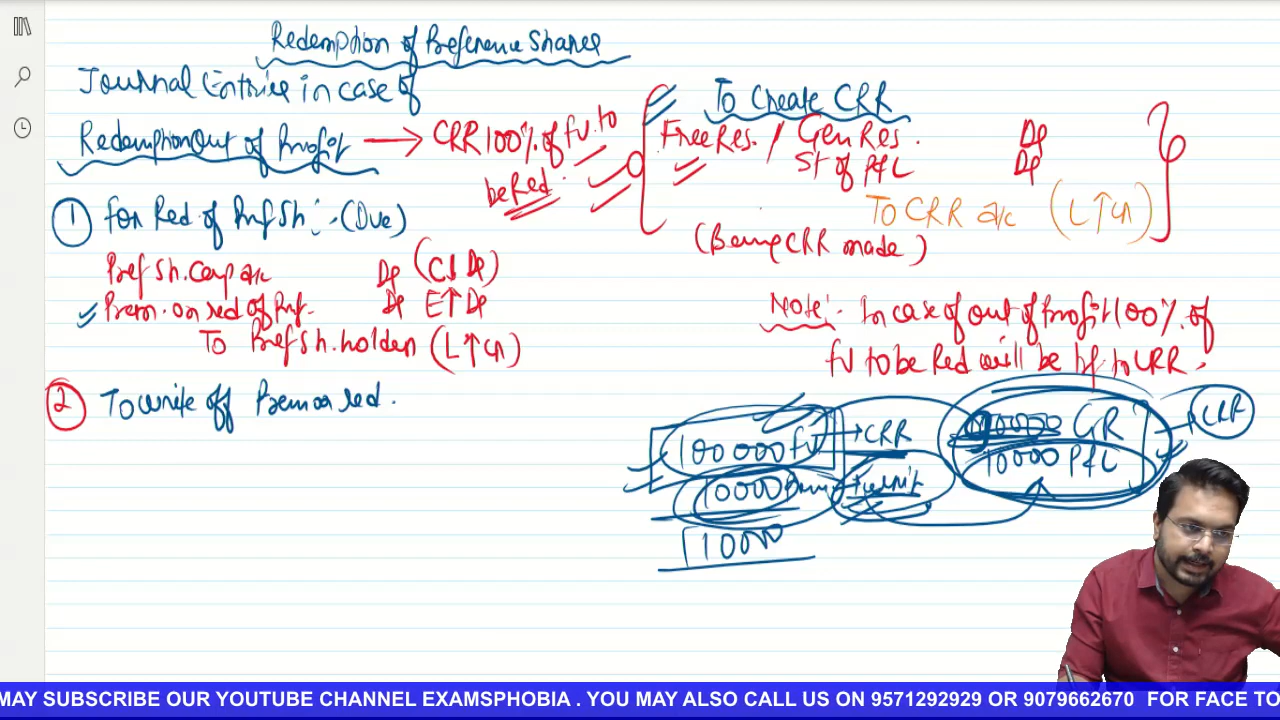 Redemption of Preference Shares
Journal Entries in case of
Redemption Out of Profit → CRR 100% of FV. to
be Red.
① for Red of Pref Sh :- (Due)
Pref Sh. Cap a/c Dr (C↓ Dr)
Prem. on red of Pref. Dr E↑ Dr
To Pref Sh. holders (L↑ Cr)
② To write off Prem on red.
To Create CRR
Free Res. / Gen Res. Dr
St of P&L Dr
To CRR a/c (L↑ Cr)
(Being CRR made)
Note:- In case of out of Profit 100% of
FV to be Red will be trf to CRR.
100000 FV → CRR
10000
GR → CRR
10000 P&L
MAY SUBSCRIBE OUR YOUTUBE CHANNEL EXAMSPHOBIA . YOU MAY ALSO CALL US ON 9571292929 OR 9079662670 FOR FACE TO